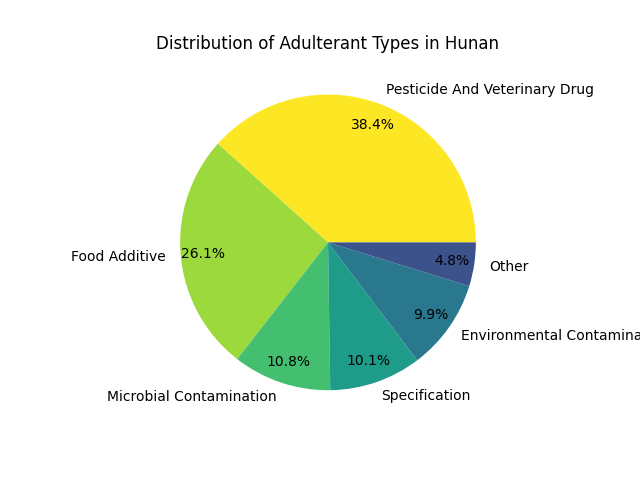 Distribution of Adulterant Types in Hunan
Pesticide And Veterinary Drug
38.4%
Food Additive
26.1%
Microbial Contamination
10.8%
Specification
10.1%
Environmental Contamina
9.9%
Other
4.8%